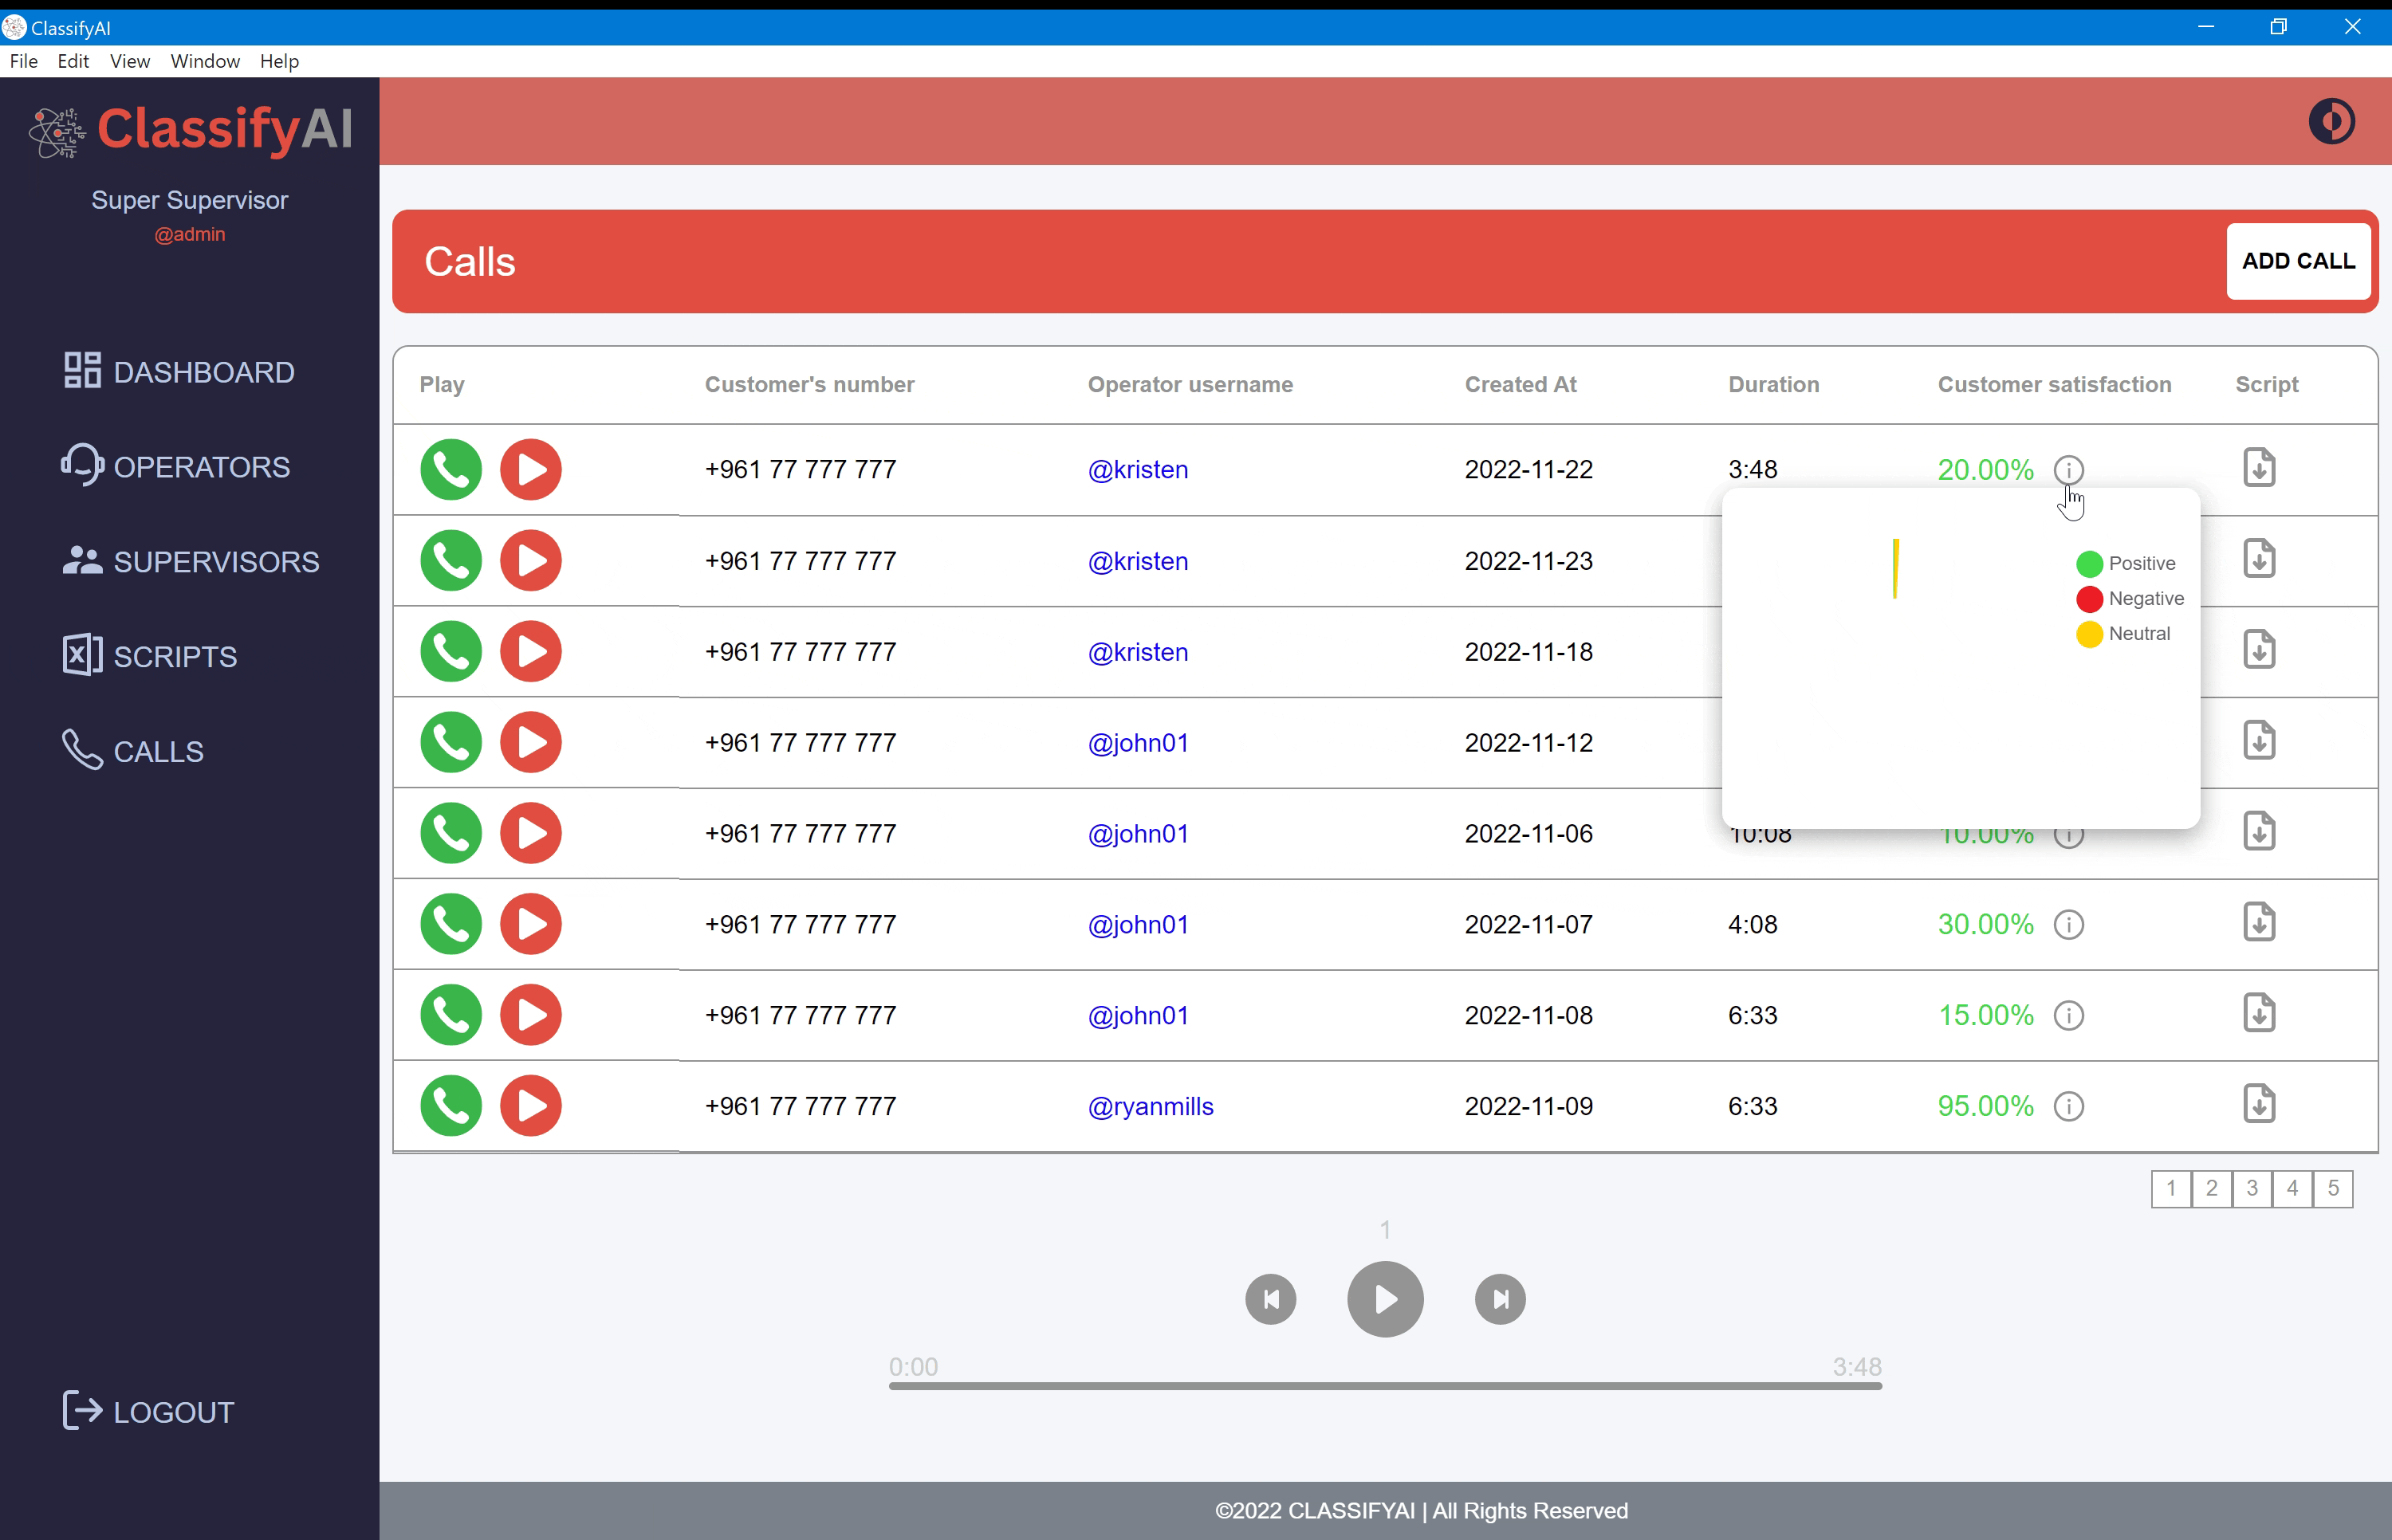 ClassifyAI
File Edit View Window Help
ClassifyAI
Super Supervisor
@admin
DASHBOARD
OPERATORS
SUPERVISORS
SCRIPTS
CALLS
LOGOUT
Calls
ADD CALL
Play Customer's number Operator username Created At Duration Customer satisfaction Script
+961 77 777 777 @kristen 2022-11-22 3:48 20.00%
+961 77 777 777 @kristen 2022-11-23
+961 77 777 777 @kristen 2022-11-18
+961 77 777 777 @john01 2022-11-12
Positive
Negative
Neutral
+961 77 777 777 @john01 2022-11-06 10:08 10.00%
+961 77 777 777 @john01 2022-11-07 4:08 30.00%
+961 77 777 777 @john01 2022-11-08 6:33 15.00%
+961 77 777 777 @ryanmills 2022-11-09 6:33 95.00%
1 2 3 4 5
1
0:00 3:48
©2022 CLASSIFYAI | All Rights Reserved